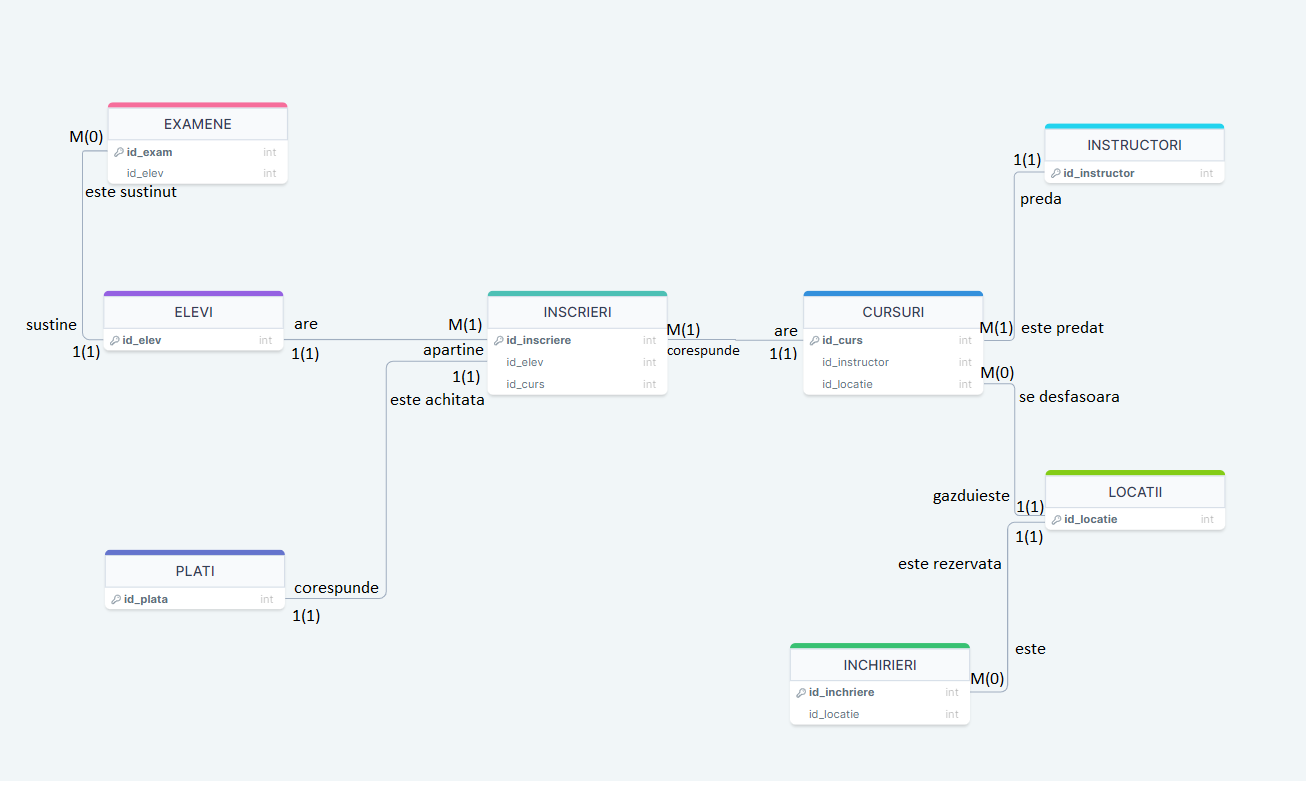 EXAMENE
M(0)
id_exam int
id_elev int
este sustinut
INSTRUCTORI
1(1)
id_instructor int
preda
ELEVI
sustine
id_elev int
1(1)
are
1(1)
INSCRIERI
M(1)
id_inscriere int
apartine
id_elev int
1(1)
id_curs int
este achitata
M(1)
corespunde
CURSURI
are
id_curs int
1(1)
id_instructor int
id_locatie int
M(1)
este predat
M(0)
se desfasoara
LOCATII
gazduieste
1(1)
id_locatie int
1(1)
este rezervata
PLATI
id_plata int
corespunde
1(1)
INCHIRIERI
este
M(0)
id_inchriere int
id_locatie int